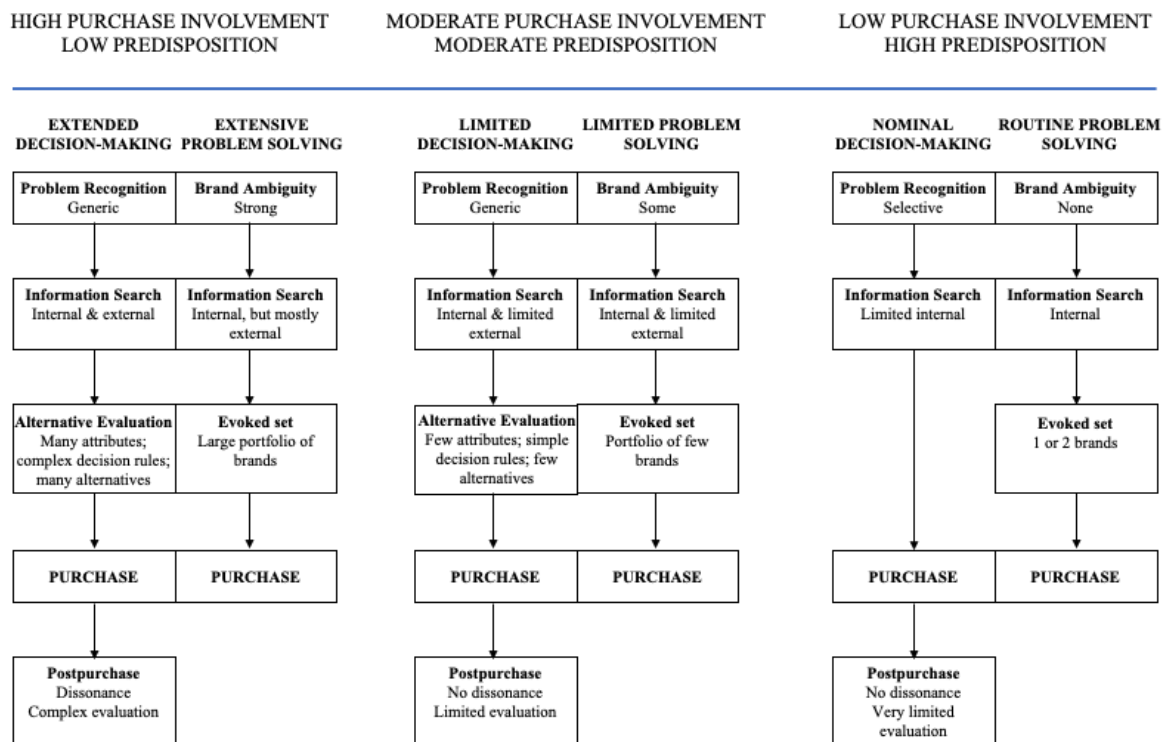 HIGH PURCHASE INVOLVEMENT
LOW PREDISPOSITION
MODERATE PURCHASE INVOLVEMENT
MODERATE PREDISPOSITION
LOW PURCHASE INVOLVEMENT
HIGH PREDISPOSITION
EXTENDED
DECISION-MAKING
Problem Recognition
Generic
Information Search
Internal & external
Alternative Evaluation
Many attributes;
complex decision rules;
many alternatives
PURCHASE
Postpurchase
Dissonance
Complex evaluation
EXTENSIVE
PROBLEM SOLVING
Brand Ambiguity
Strong
Information Search
Internal, but mostly
external
Evoked set
Large portfolio of
brands
PURCHASE
LIMITED
DECISION-MAKING
Problem Recognition
Generic
Information Search
Internal & limited
external
Alternative Evaluation
Few attributes; simple
decision rules; few
alternatives
PURCHASE
Postpurchase
No dissonance
Limited evaluation
LIMITED PROBLEM
SOLVING
Brand Ambiguity
Some
Information Search
Internal & limited
external
Evoked set
Portfolio of few
brands
PURCHASE
NOMINAL
DECISION-MAKING
Problem Recognition
Selective
Information Search
Limited internal
PURCHASE
Postpurchase
No dissonance
Very limited
evaluation
ROUTINE PROBLEM
SOLVING
Brand Ambiguity
None
Information Search
Internal
Evoked set
1 or 2 brands
PURCHASE